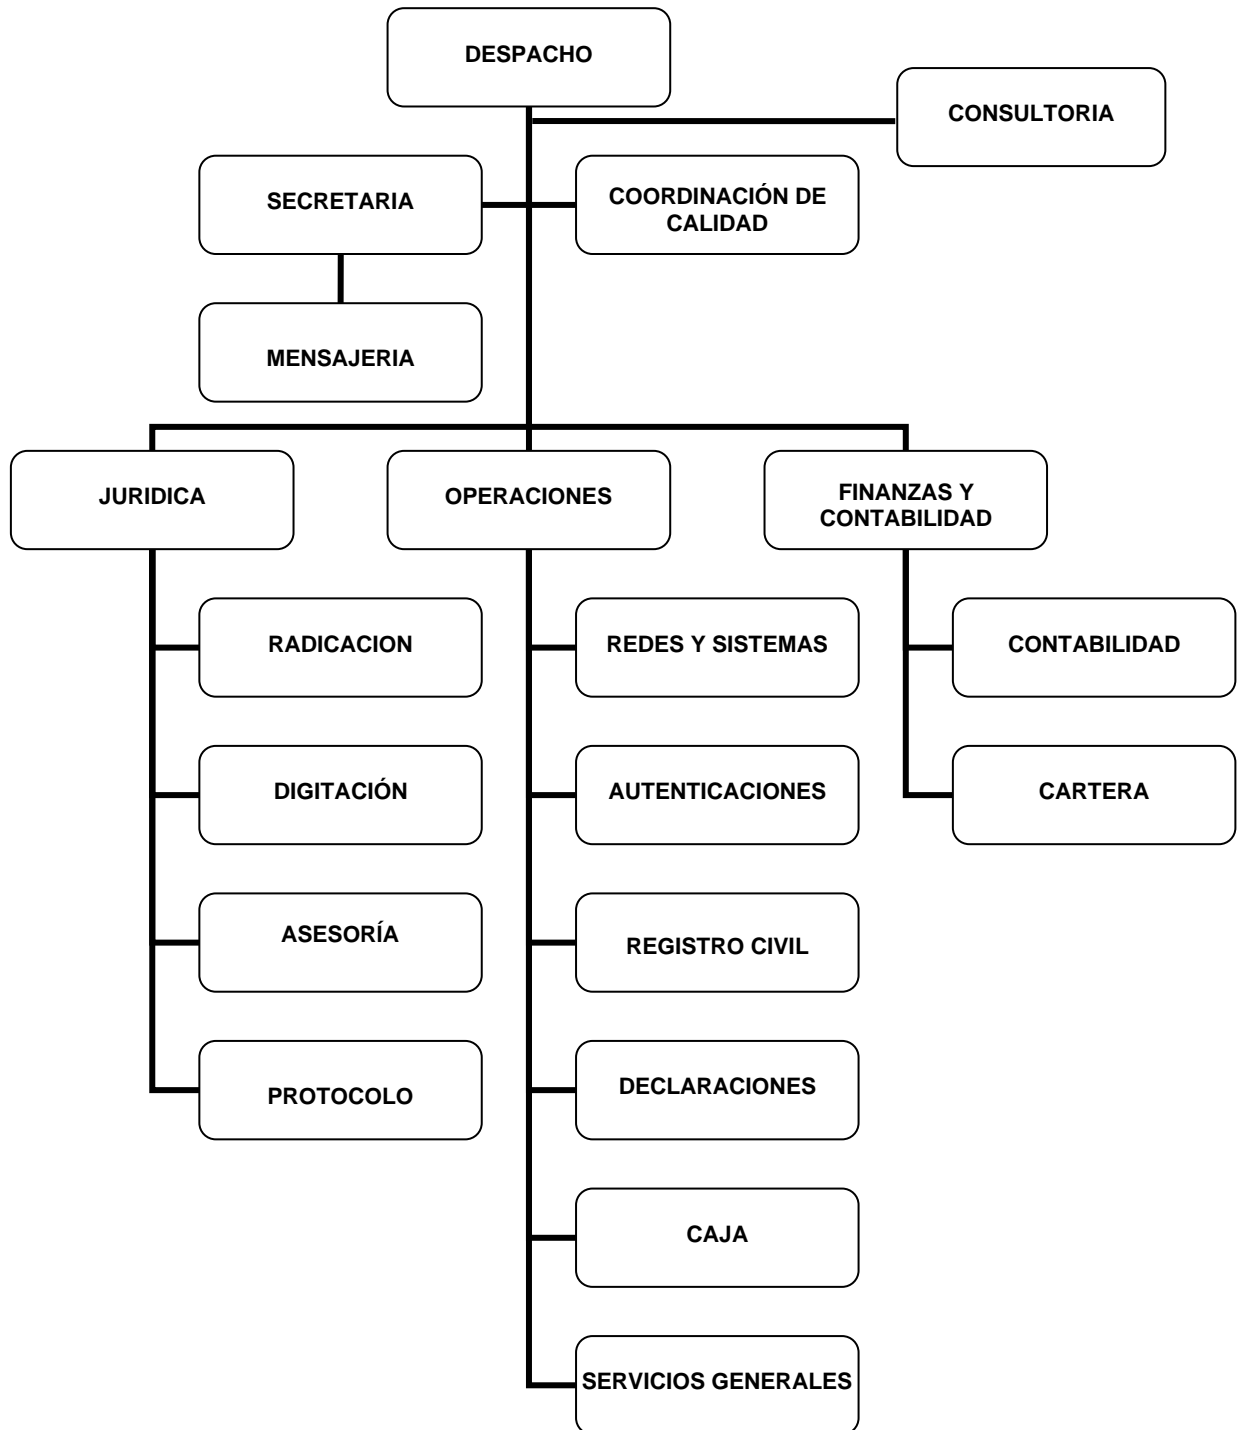 DESPACHO
CONSULTORIA
SECRETARIA
COORDINACIÓN DE
CALIDAD
MENSAJERIA
JURIDICA
OPERACIONES
FINANZAS Y
CONTABILIDAD
RADICACION
REDES Y SISTEMAS
CONTABILIDAD
DIGITACIÓN
AUTENTICACIONES
CARTERA
ASESORÍA
REGISTRO CIVIL
PROTOCOLO
DECLARACIONES
CAJA
SERVICIOS GENERALES